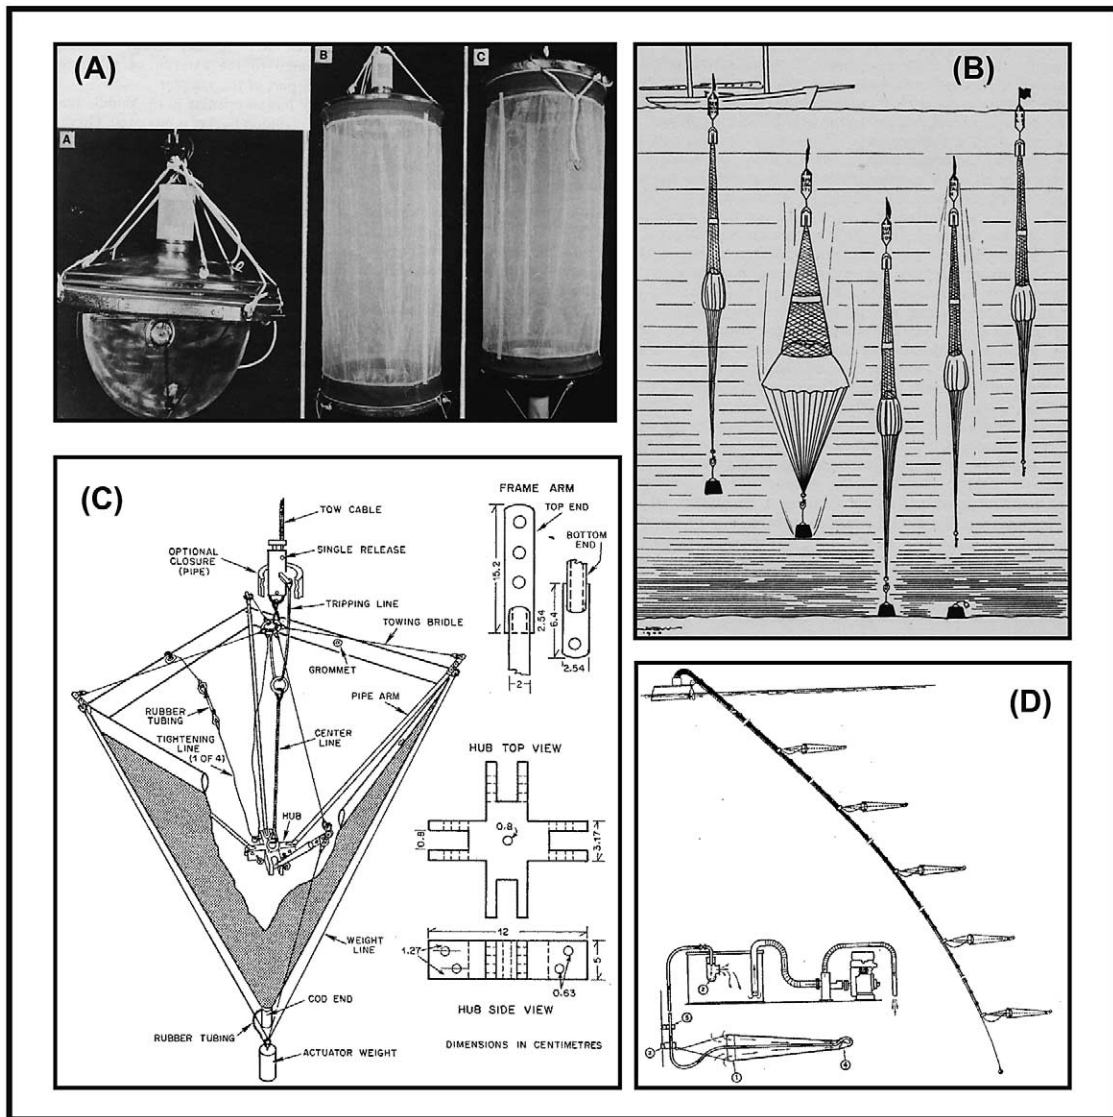 (A)
A
B
C
(B)
(C)
TOW CABLE
OPTIONAL
CLOSURE
(PIPE)
SINGLE RELEASE
TRIPPING LINE
TOWING BRIDLE
GROMMET
PIPE ARM
RUBBER
TUBING
TIGHTENING
LINE
(1 OF 4)
CENTER
LINE
HUB
WEIGHT
LINE
COD END
RUBBER TUBING
ACTUATOR WEIGHT
FRAME ARM
TOP END
BOTTOM
END
15.2
2.54
6.4
2
2.54
HUB TOP VIEW
0.8
0.8
3.17
12
1.27
5
0.63
HUB SIDE VIEW
DIMENSIONS IN CENTIMETRES
(D)
1
4